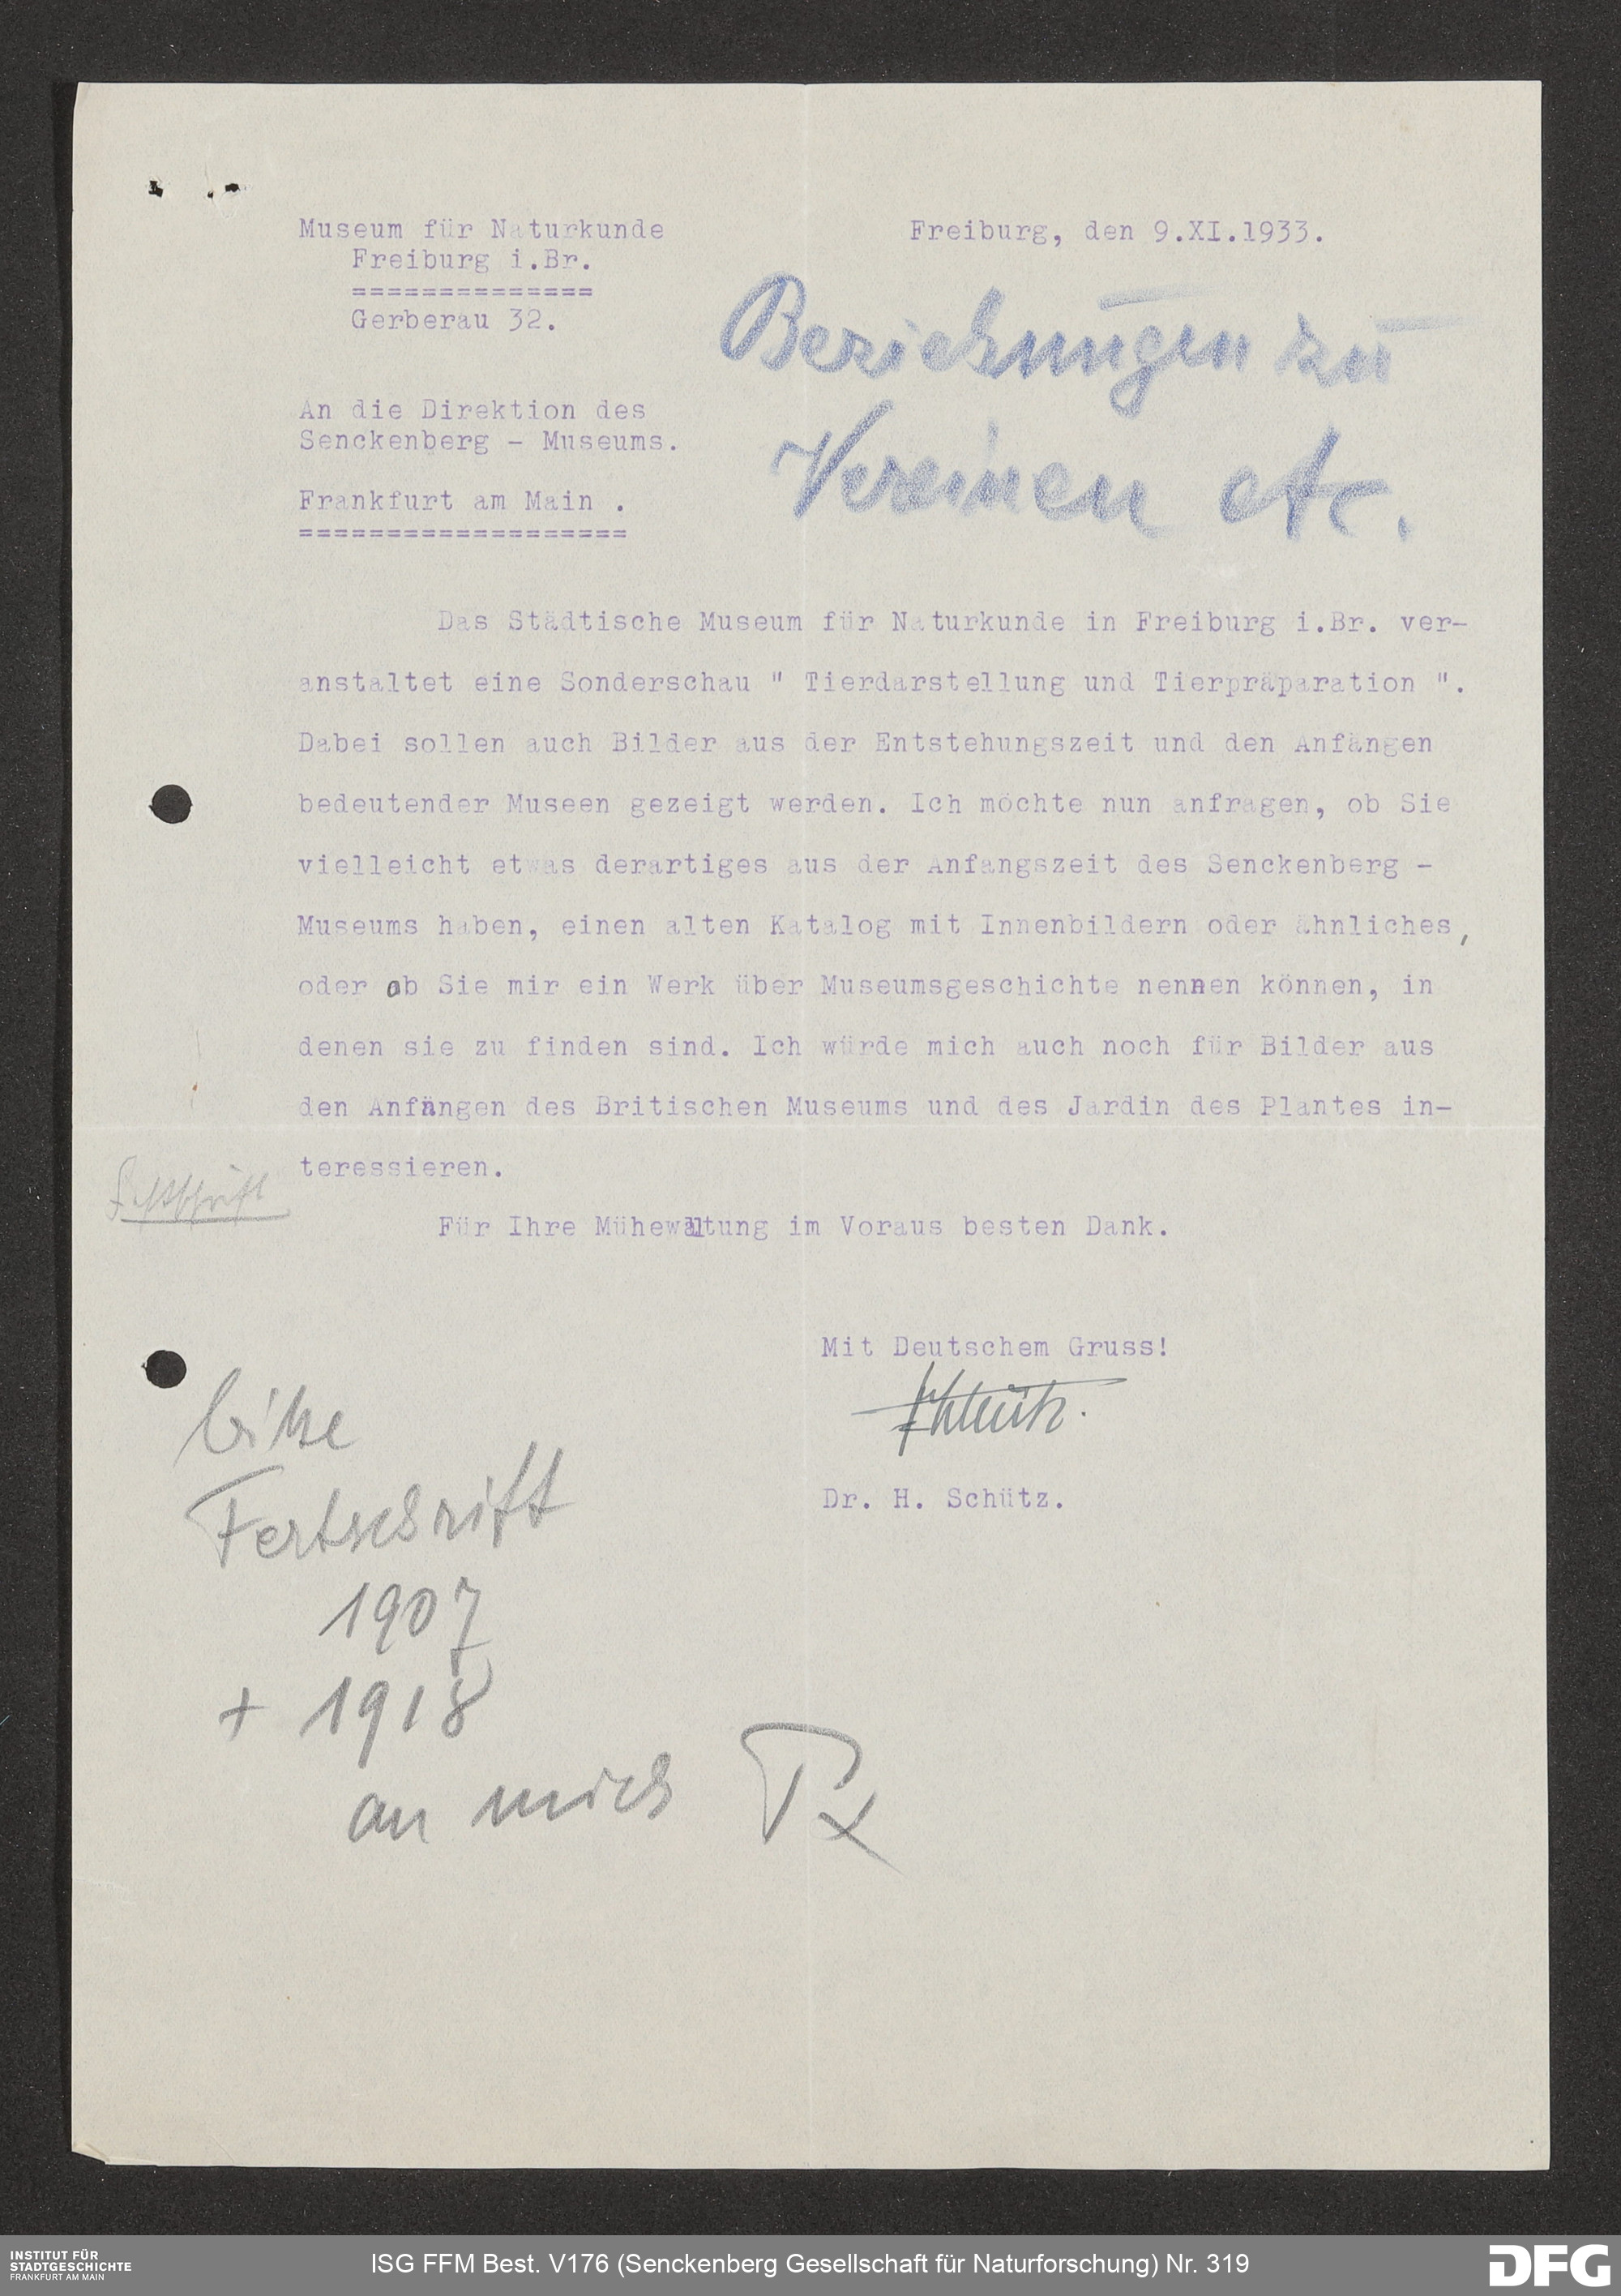 Museum für Naturkunde
Freiburg i.Br.
==============
Gerberau 32.
Freiburg, den 9.XI.1933.
Beziehungen zu
Vereinen etc.
An die Direktion des
Senckenberg - Museums.
Frankfurt am Main .
===================
Das Städtische Museum für Naturkunde in Freiburg i.Br. ver-
anstaltet eine Sonderschau " Tierdarstellung und Tierpräparation ".
Dabei sollen auch Bilder aus der Entstehungszeit und den Anfängen
bedeutender Museen gezeigt werden. Ich möchte nun anfragen, ob Sie
vielleicht etwas derartiges aus der Anfangszeit des Senckenberg -
Museums haben, einen alten Katalog mit Innenbildern oder ähnliches,
oder ob Sie mir ein Werk über Museumsgeschichte nennen können, in
denen sie zu finden sind. Ich würde mich auch noch für Bilder aus
den Anfängen des Britischen Museums und des Jardin des Plantes in-
teressieren.
Festschrift
Für Ihre Mühewaltung im Voraus besten Dank.
Mit Deutschem Gruss!
Schütz.
Dr. H. Schütz.
bitte
Festschrift
1907
+ 1918
an mich
INSTITUT FÜR
STADTGESCHICHTE
FRANKFURT AM MAIN
ISG FFM Best. V176 (Senckenberg Gesellschaft für Naturforschung) Nr. 319
DFG